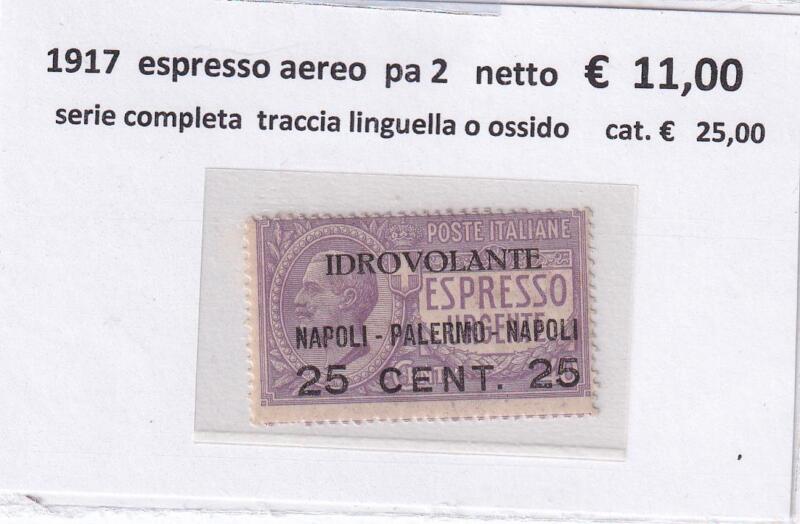 1917 espresso aereo pa 2 netto € 11,00
serie completa traccia linguella o ossido cat. € 25,00
POSTE ITALIANE
IDROVOLANTE
ESPRESSO
URGENTE
NAPOLI - PALERMO - NAPOLI
25 CENT. 25